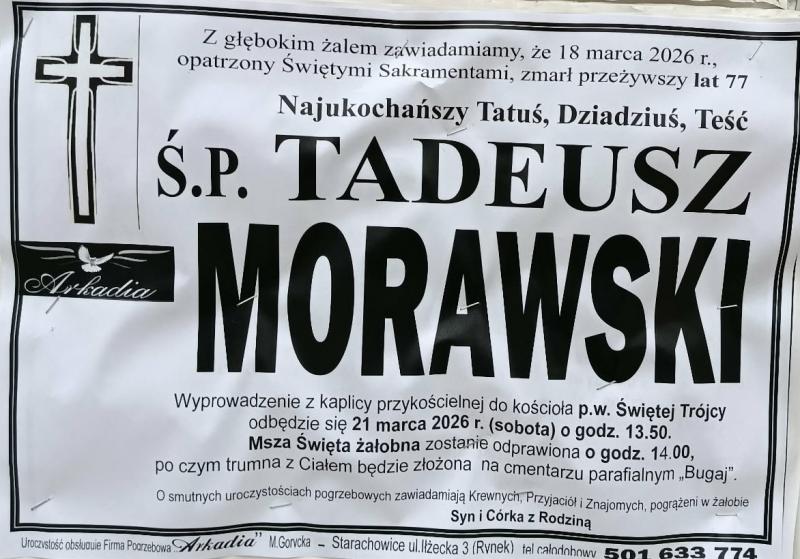 Z głębokim żalem zawiadamiamy, że 18 marca 2026 r.,
opatrzony Świętymi Sakramentami, zmarł przeżywszy lat 77
Najukochańszy Tatuś, Dziadziuś, Teść
Ś.P. TADEUSZ
MORAWSKI
Arkadia
Wyprowadzenie z kaplicy przykościelnej do kościoła p.w. Świętej Trójcy
odbędzie się 21 marca 2026 r. (sobota) o godz. 13.50.
Msza Święta żałobna zostanie odprawiona o godz. 14.00,
po czym trumna z Ciałem będzie złożona na cmentarzu parafialnym „Bugaj”.
O smutnych uroczystościach pogrzebowych zawiadamiają Krewnych, Przyjaciół i Znajomych, pogrążeni w żałobie
Syn i Córka z Rodziną
Uroczystość obsługuje Firma Pogrzebowa "Arkadia" M.Gorycka – Starachowice ul.Iłżecka 3 (Rynek) tel.całodobowy 501 633 774